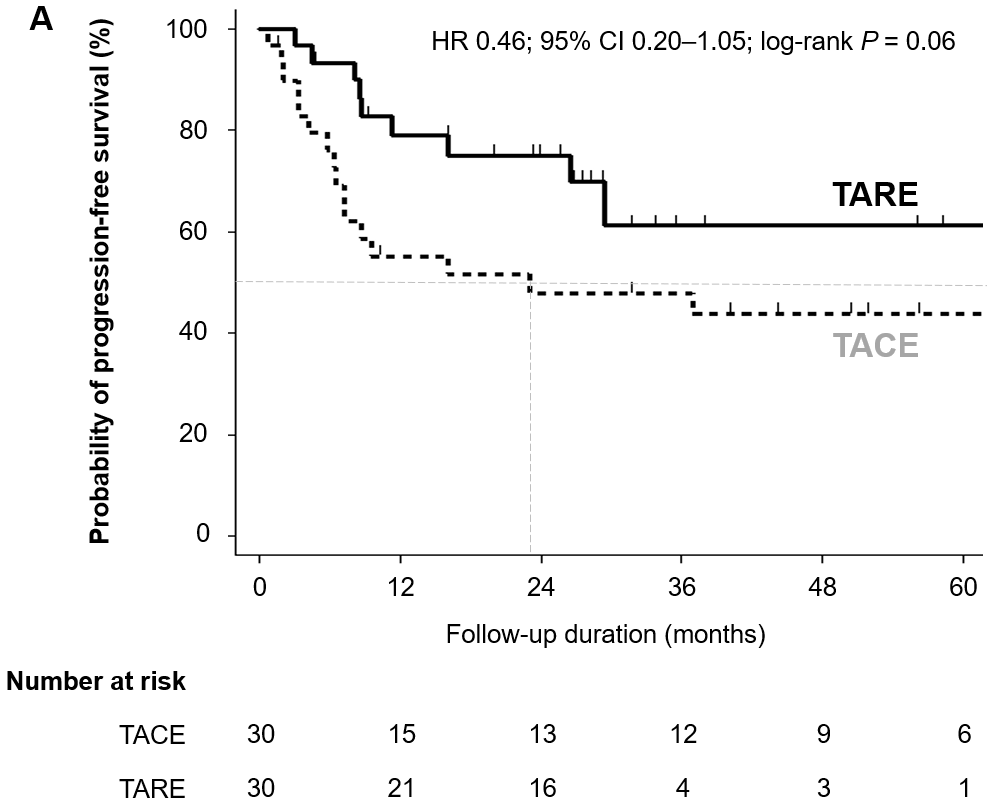 A
Probability of progression-free survival (%)
HR 0.46; 95% CI 0.20–1.05; log-rank P = 0.06
100
80
60
40
20
0
TARE
TACE
0 12 24 36 48 60
Follow-up duration (months)
Number at risk
TACE 30 15 13 12 9 6
TARE 30 21 16 4 3 1